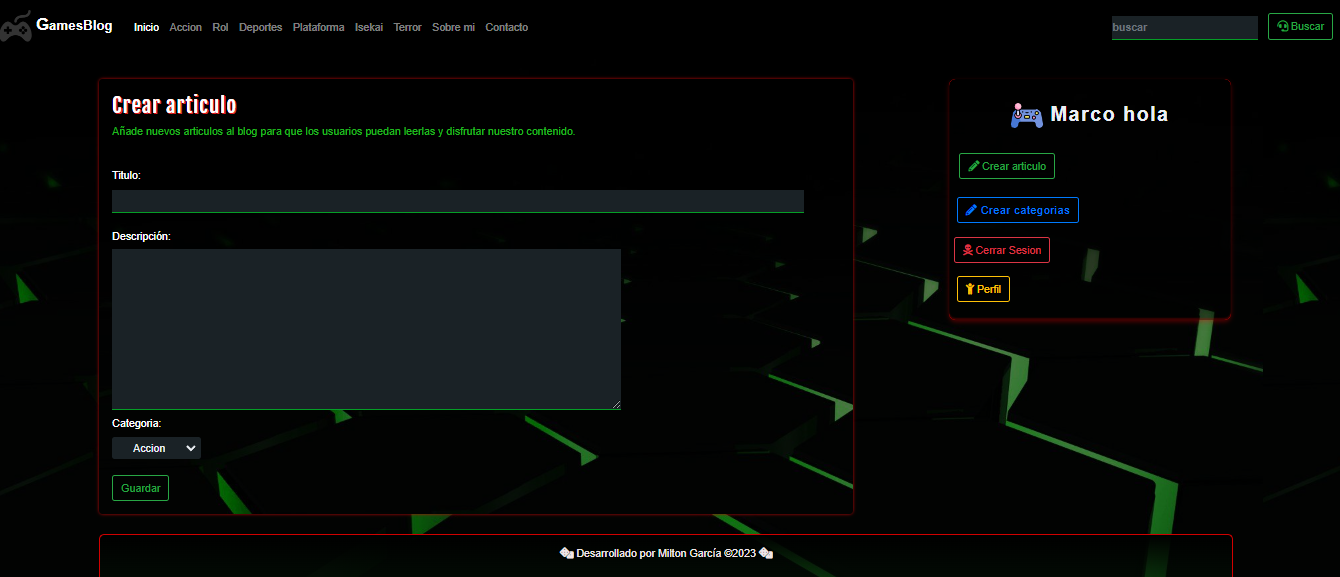 GamesBlog Inicio Accion Rol Deportes Plataforma Isekai Terror Sobre mi Contacto buscar Buscar
Crear articulo
Añade nuevos articulos al blog para que los usuarios puedan leerlas y disfrutar nuestro contenido.
Titulo:
Descripción:
Categoria:
Accion
Guardar
Marco hola
Crear articulo
Crear categorias
Cerrar Sesion
Perfil
Desarrollado por Milton García ©2023